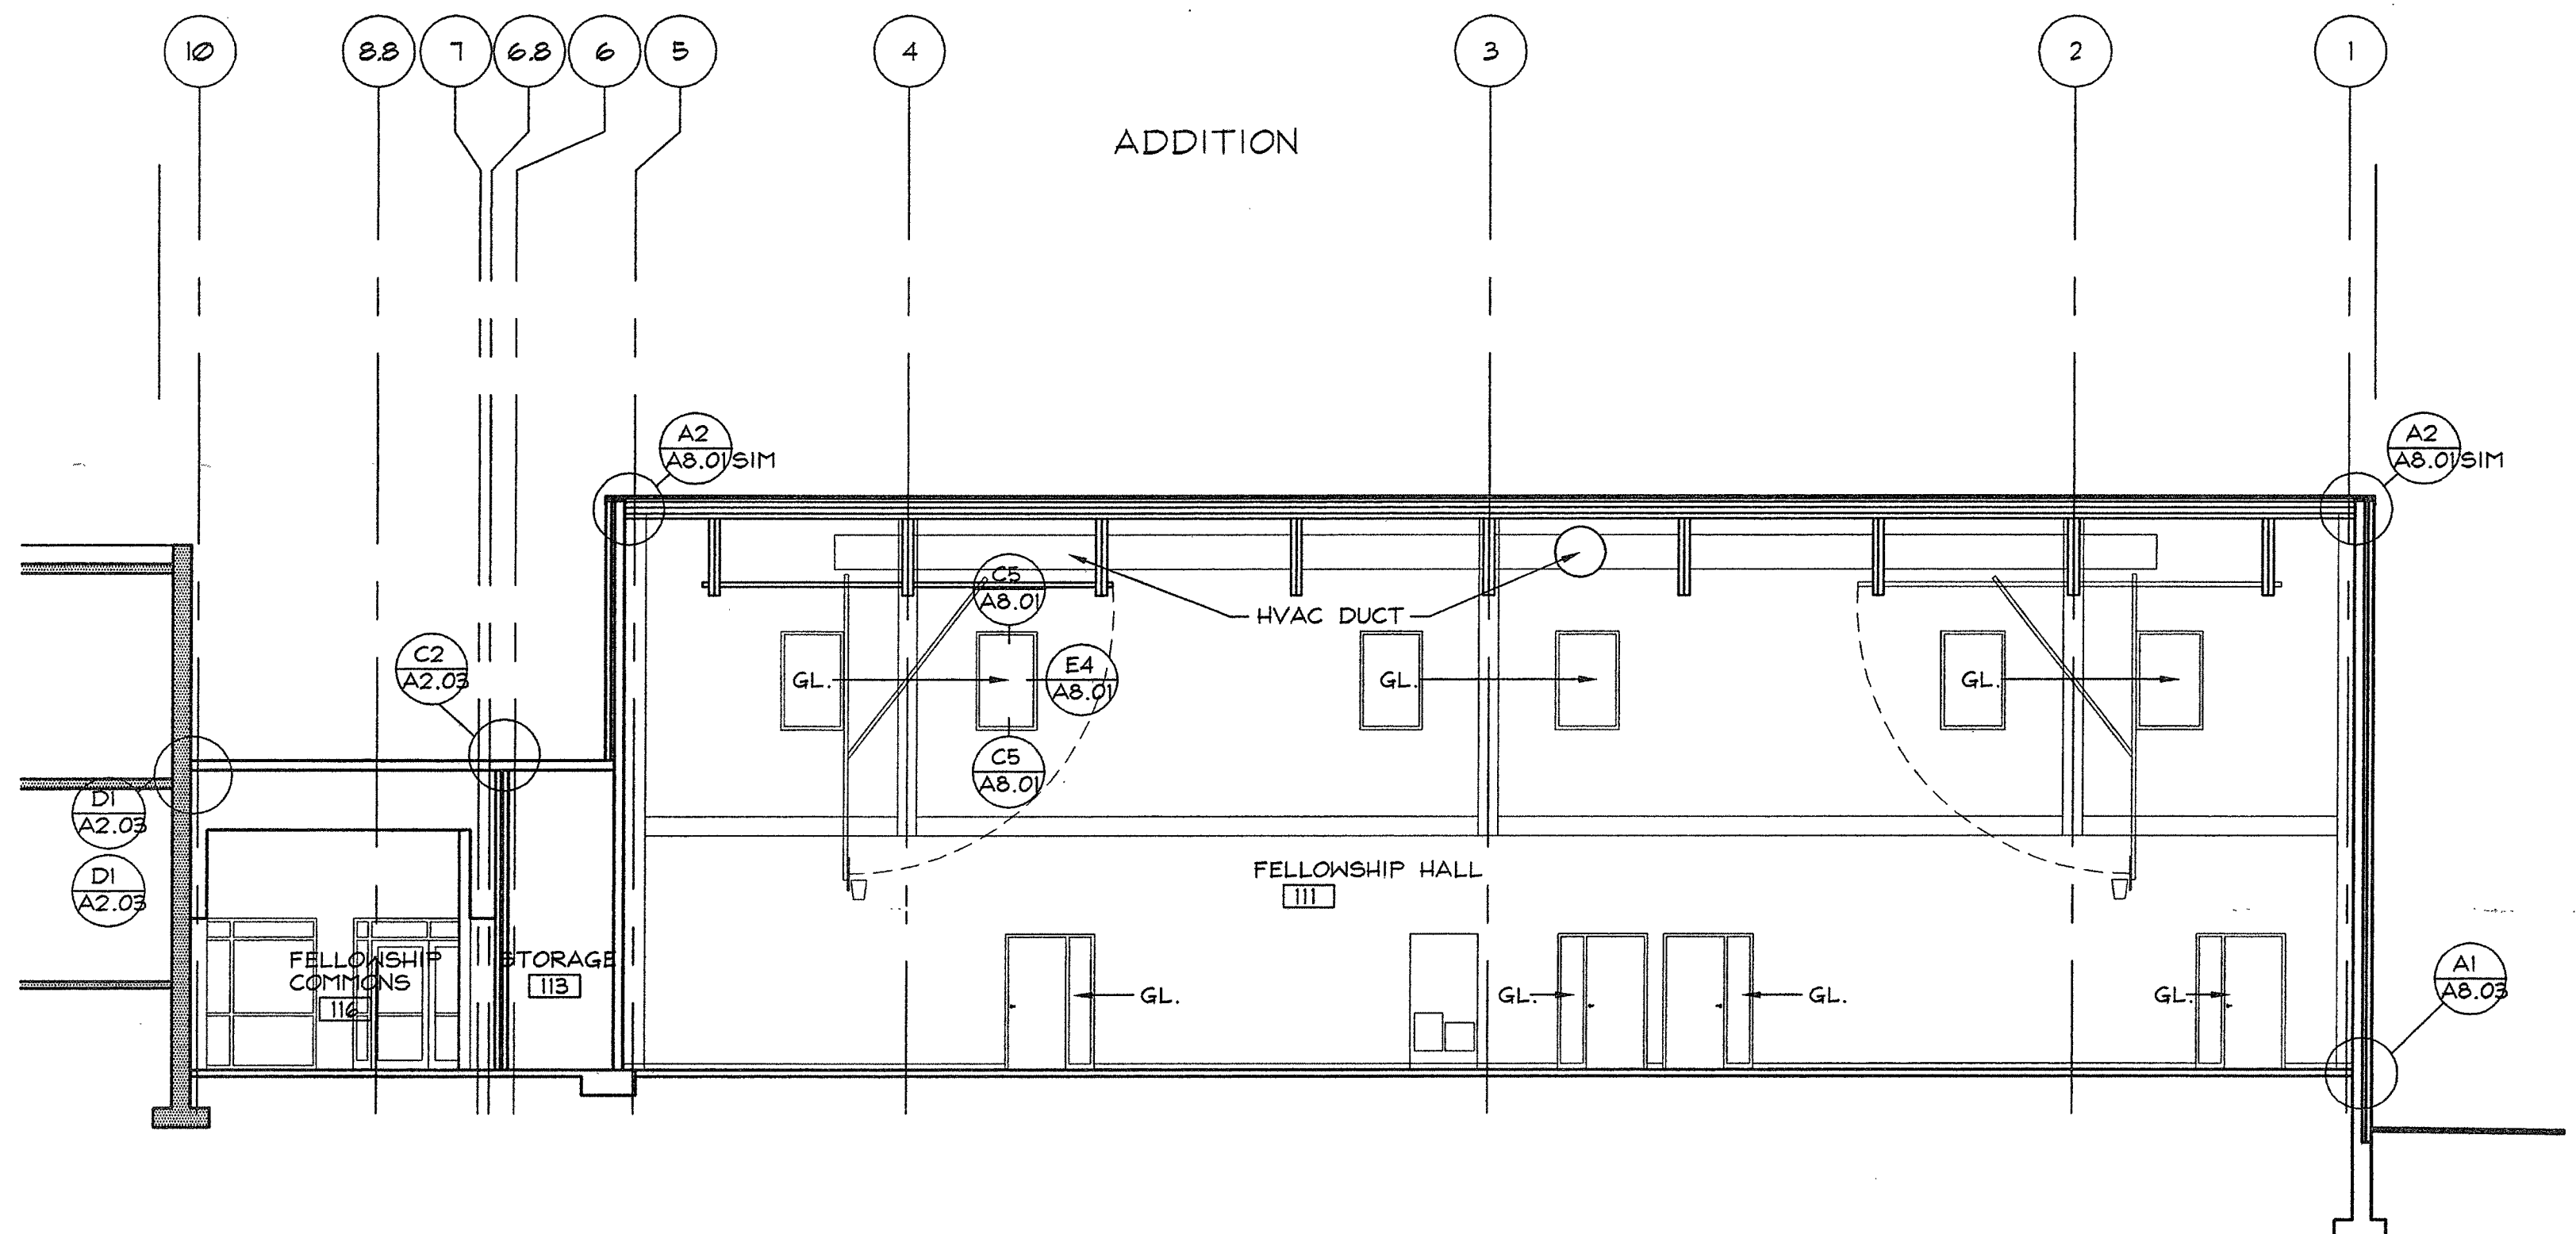 10 8.8 7 6.8 6 5 4 3 2 1
ADDITION
A2
A8.01 SIM
A2
A8.01 SIM
C5
A8.01
HVAC DUCT
C2
A2.03
GL.
E4
A8.01
GL.
GL.
C5
A8.01
D1
A2.03
D1
A2.03
FELLOWSHIP HALL
111
FELLOWSHIP
COMMONS
116
STORAGE
113
GL.
GL.
GL.
GL.
A1
A8.03